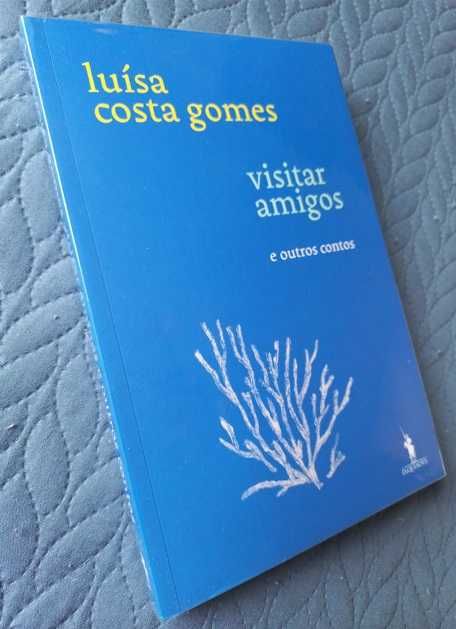 luísa
costa gomes
visitar
amigos
e outros contos